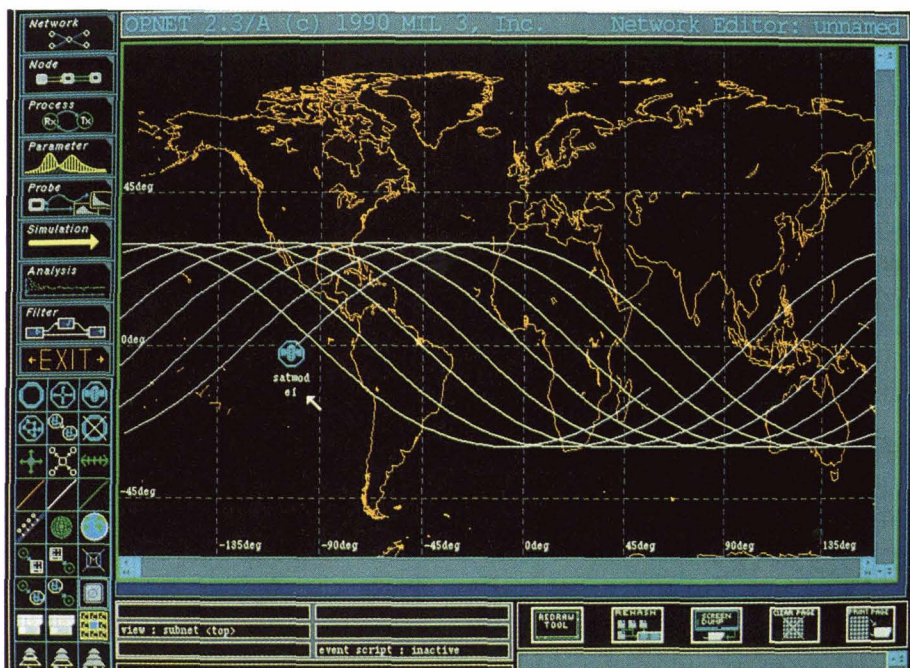 Network
OPNET 2.3/A (c) 1990 MIL 3, Inc.
Network Editor: unnamed
Node
Process
Rx
Tx
Parameter
Probe
Simulation
Analysis
Filter
←EXIT→
45deg
0deg
-45deg
satmod
e1
-135deg
-90deg
-45deg
0deg
45deg
90deg
135deg
view : subnet <top>
event script : inactive
REDRAW
TOOL
REHASH
SCREEN
DUMP
CLEAR PAGE
PRINT PAGE